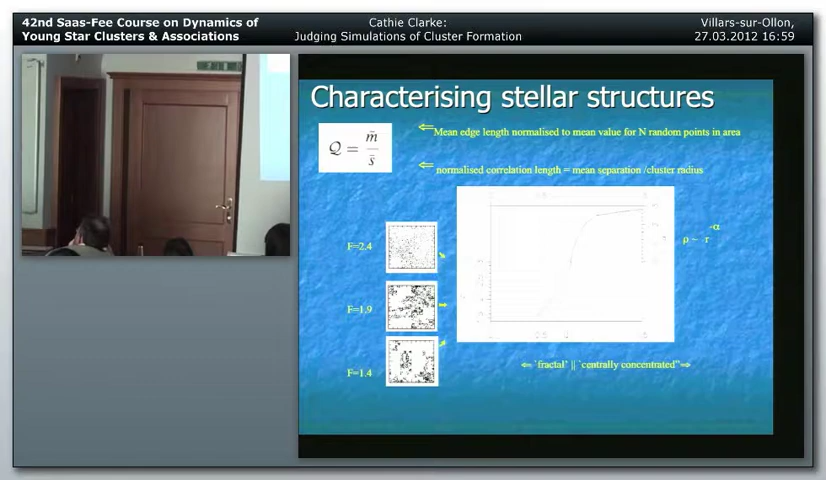 42nd Saas-Fee Course on Dynamics of
Young Star Clusters & Associations
Cathie Clarke:
Judging Simulations of Cluster Formation
Villars-sur-Ollon,
27.03.2012 16:59
Characterising stellar structures
Q = m̄ / s̄
⇐ Mean edge length normalised to mean value for N random points in area
⇐ normalised correlation length = mean separation /cluster radius
F=2.4
F=1.9
F=1.4
ρ ~ r^-α
⇐ `fractal' || `centrally concentrated'' ⇒